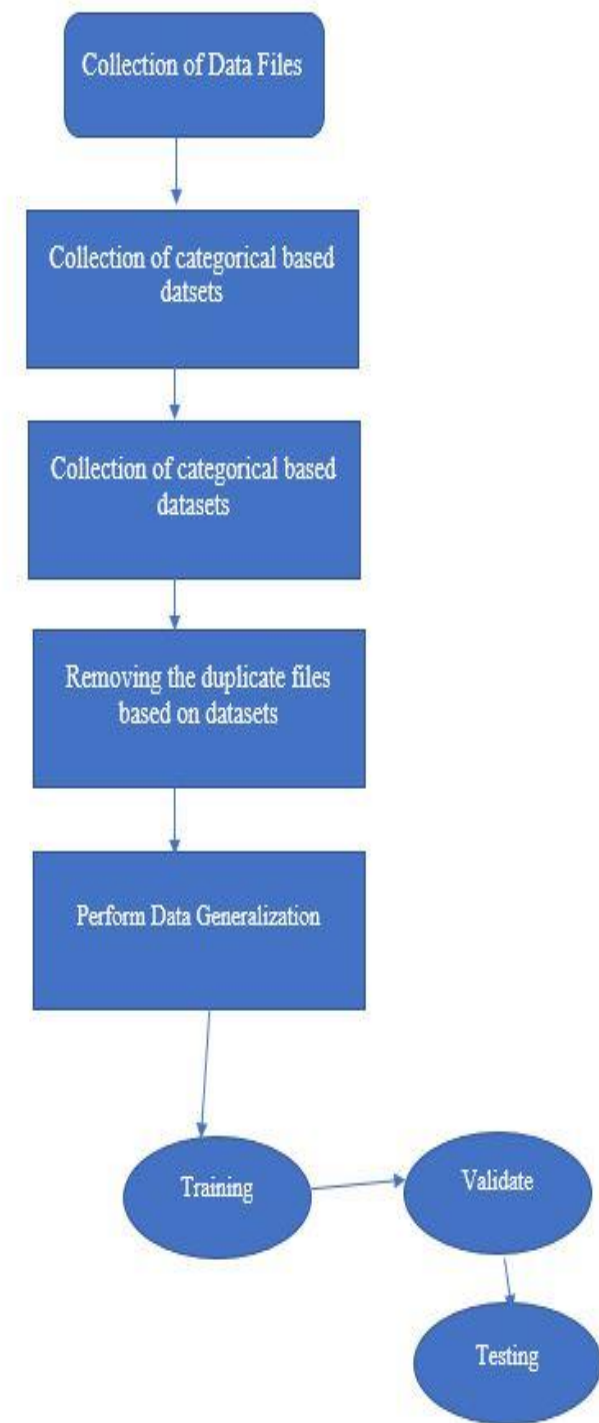 Collection of Data Files
Collection of categorical based
datsets
Collection of categorical based
datasets
Removing the duplicate files
based on datasets
Perform Data Generalization
Training
Validate
Testing